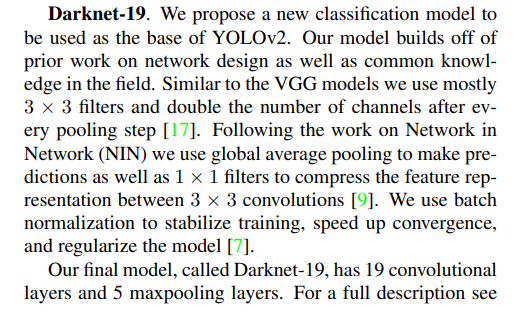 Darknet-19. We propose a new classification model to
be used as the base of YOLOv2. Our model builds off of
prior work on network design as well as common knowl-
edge in the field. Similar to the VGG models we use mostly
3 × 3 filters and double the number of channels after ev-
ery pooling step [17]. Following the work on Network in
Network (NIN) we use global average pooling to make pre-
dictions as well as 1 × 1 filters to compress the feature rep-
resentation between 3 × 3 convolutions [9]. We use batch
normalization to stabilize training, speed up convergence,
and regularize the model [7].
Our final model, called Darknet-19, has 19 convolutional
layers and 5 maxpooling layers. For a full description see